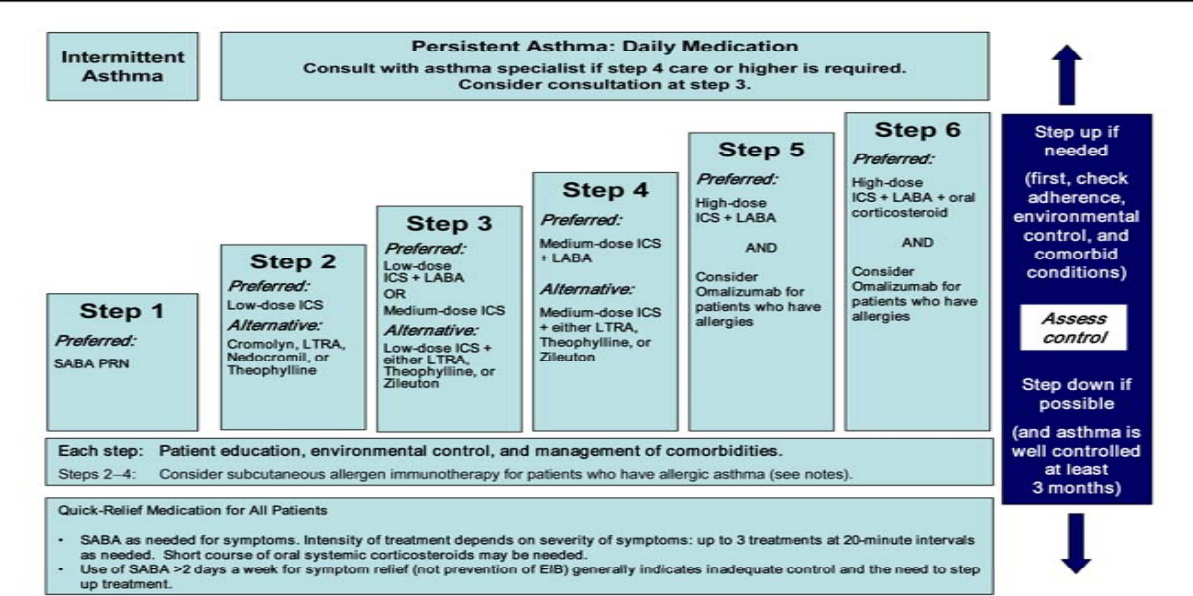 Intermittent
Asthma
Persistent Asthma: Daily Medication
Consult with asthma specialist if step 4 care or higher is required.
Consider consultation at step 3.
Step 1
Preferred:
SABA PRN
Step 2
Preferred:
Low-dose ICS
Alternative:
Cromolyn, LTRA,
Nedocromil, or
Theophylline
Step 3
Preferred:
Low-dose
ICS + LABA
OR
Medium-dose ICS
Alternative:
Low-dose ICS +
either LTRA,
Theophylline, or
Zileuton
Step 4
Preferred:
Medium-dose ICS
+ LABA
Alternative:
Medium-dose ICS
+ either LTRA,
Theophylline, or
Zileuton
Step 5
Preferred:
High-dose
ICS + LABA
AND
Consider
Omalizumab for
patients who have
allergies
Step 6
Preferred:
High-dose
ICS + LABA + oral
corticosteroid
AND
Consider
Omalizumab for
patients who have
allergies
Step up if
needed
(first, check
adherence,
environmental
control, and
comorbid
conditions)
Assess
control
Step down if
possible
(and asthma is
well controlled
at least
3 months)
Each step: Patient education, environmental control, and management of comorbidities.
Steps 2–4: Consider subcutaneous allergen immunotherapy for patients who have allergic asthma (see notes).
Quick-Relief Medication for All Patients
• SABA as needed for symptoms. Intensity of treatment depends on severity of symptoms: up to 3 treatments at 20-minute intervals
as needed. Short course of oral systemic corticosteroids may be needed.
• Use of SABA >2 days a week for symptom relief (not prevention of EIB) generally indicates inadequate control and the need to step
up treatment.